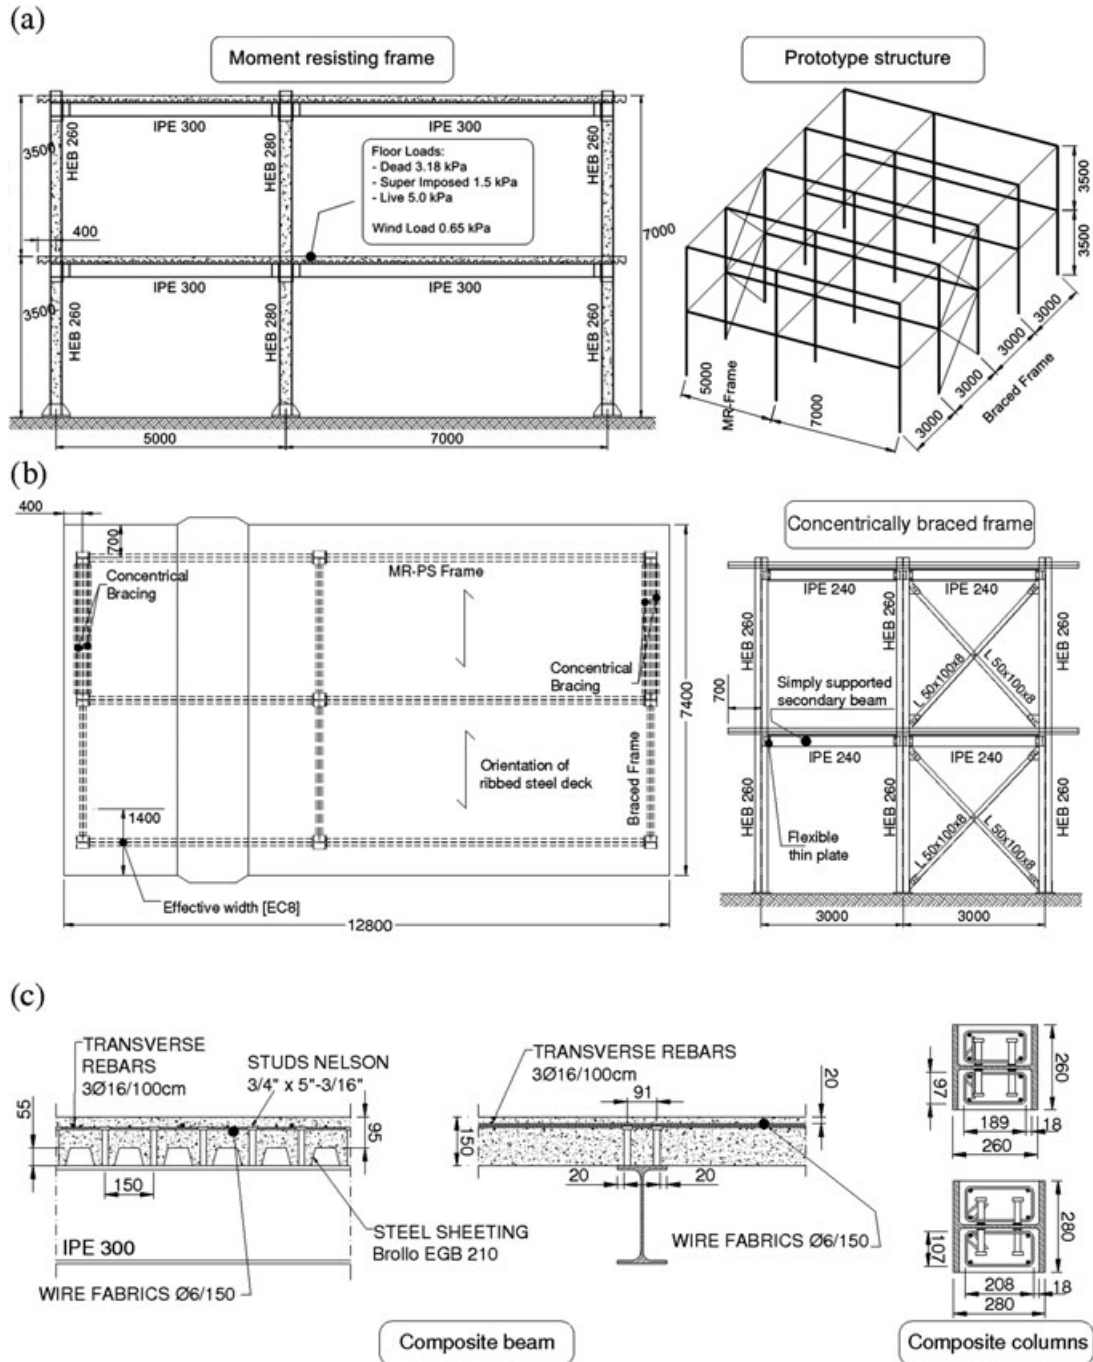 (a)
Moment resisting frame
Prototype structure
IPE 300
IPE 300
HEB 260
HEB 280
HEB 260
3500
Floor Loads:
- Dead 3.18 kPa
- Super Imposed 1.5 kPa
- Live 5.0 kPa
Wind Load 0.65 kPa
400
7000
IPE 300
IPE 300
HEB 260
HEB 280
HEB 260
3500
5000
7000
3500
3500
5000
7000
MR-Frame
3000
3000
3000
3000
Braced Frame
(b)
400
700
MR-PS Frame
Concentrical
Bracing
Concentrical
Bracing
7400
Orientation of
ribbed steel deck
Braced Frame
1400
Effective width [EC8]
12800
Concentrically braced frame
IPE 240
IPE 240
HEB 260
HEB 260
HEB 260
L 50x100x8
L 50x100x8
700
Simply supported
secondary beam
IPE 240
IPE 240
HEB 260
HEB 260
HEB 260
L 50x100x8
L 50x100x8
Flexible
thin plate
3000
3000
(c)
TRANSVERSE
REBARS
3Ø16/100cm
STUDS NELSON
3/4" x 5"-3/16"
55
95
150
IPE 300
STEEL SHEETING
Brollo EGB 210
WIRE FABRICS Ø6/150
TRANSVERSE REBARS
3Ø16/100cm
91
20
150
20
20
WIRE FABRICS Ø6/150
Composite beam
97
260
189
18
260
107
280
208
18
280
Composite columns